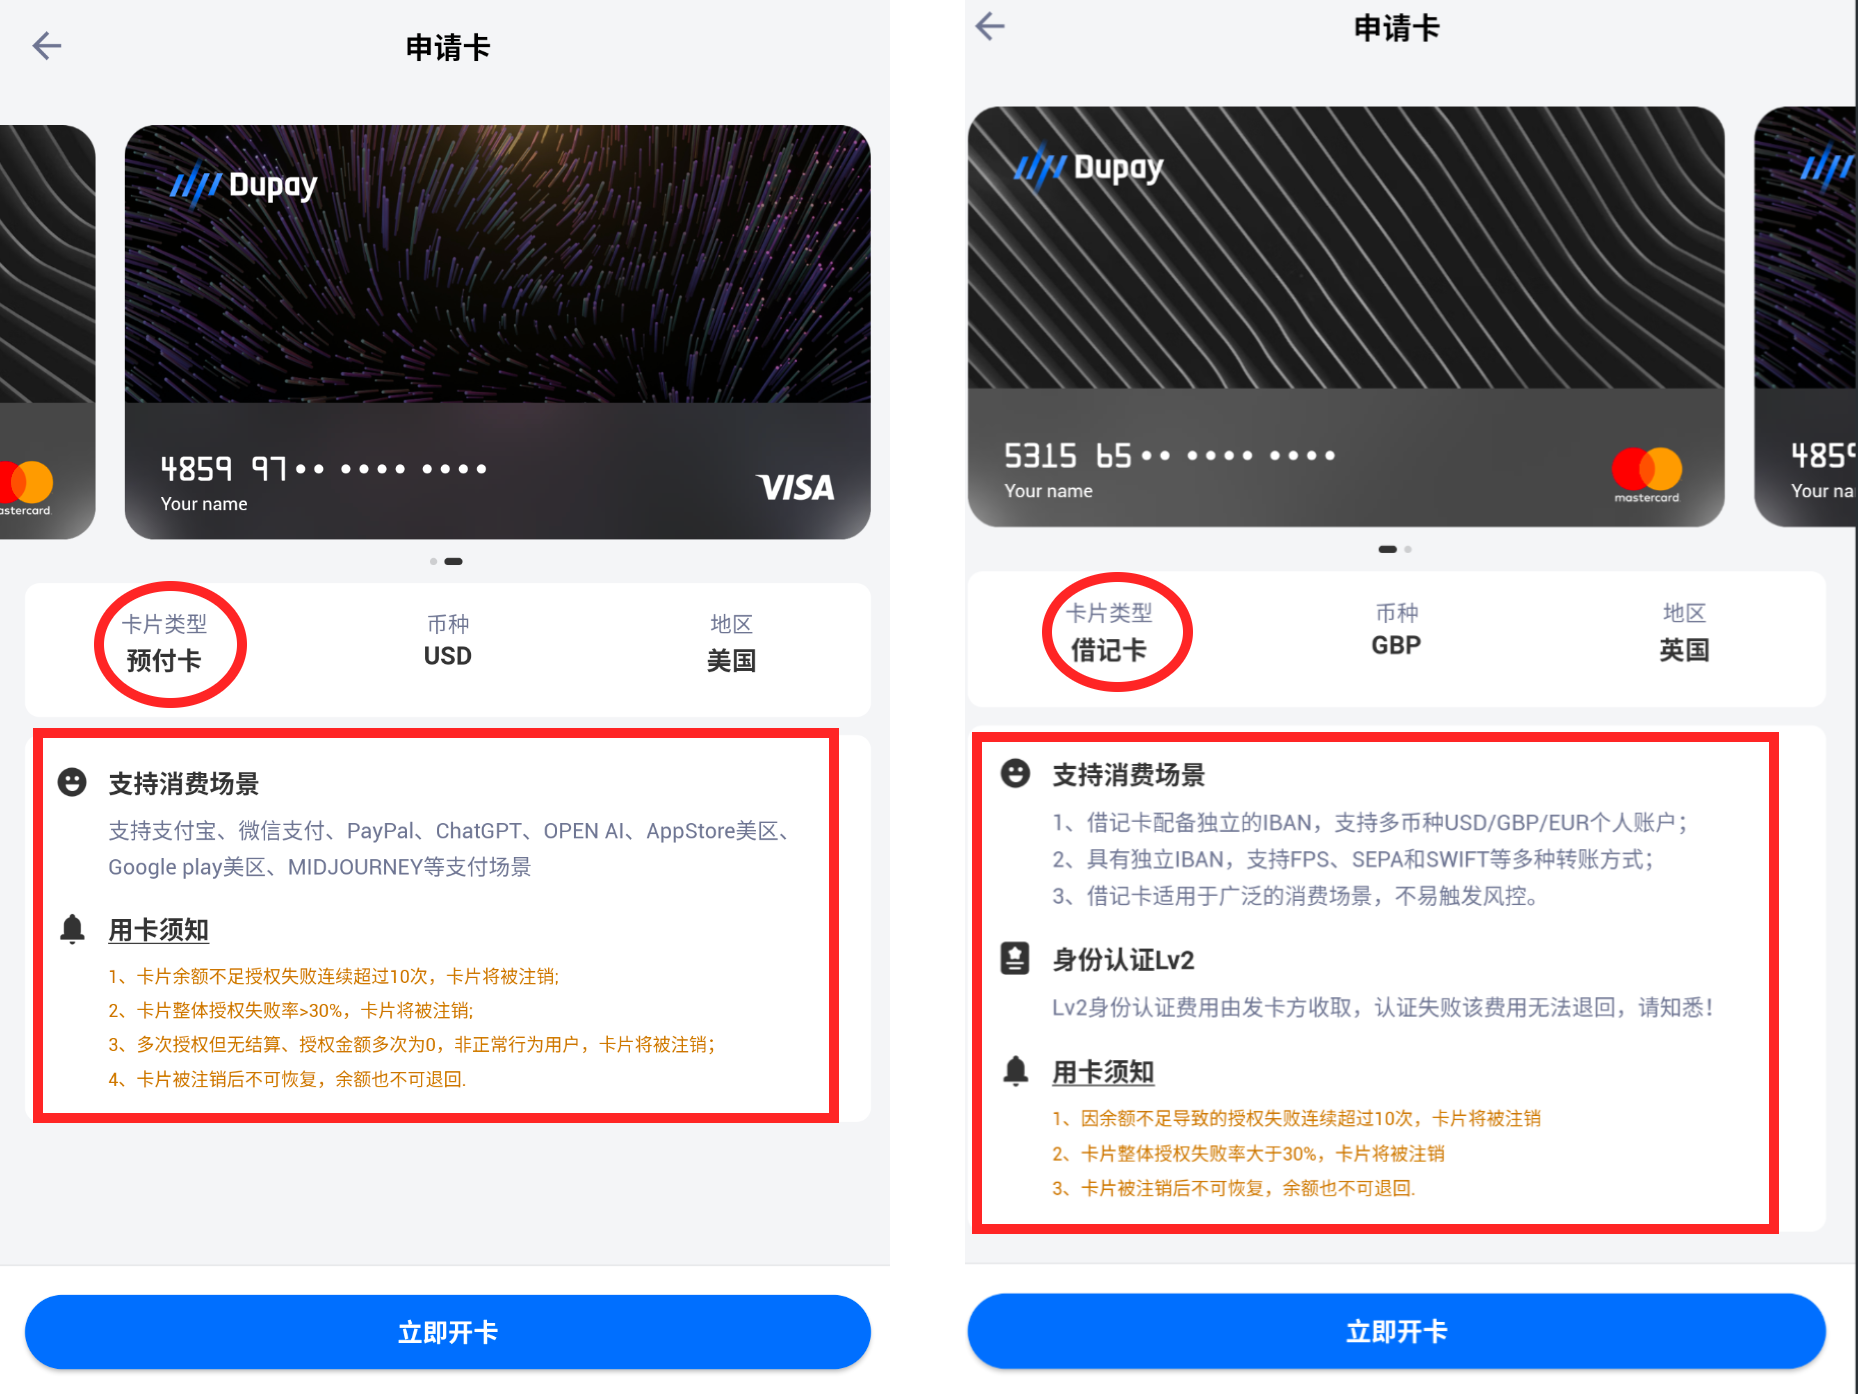 申请卡
Dupay
4859 97•• •••• ••••
Your name
VISA
astercard
卡片类型
预付卡
币种
USD
地区
美国
支持消费场景
支持支付宝、微信支付、PayPal、ChatGPT、OPEN AI、AppStore美区、
Google play美区、MIDJOURNEY等支付场景
用卡须知
1、卡片余额不足授权失败连续超过10次，卡片将被注销;
2、卡片整体授权失败率>30%，卡片将被注销;
3、多次授权但无结算、授权金额多次为0，非正常行为用户，卡片将被注销；
4、卡片被注销后不可恢复，余额也不可退回.
立即开卡
申请卡
Dupay
5315 65•• •••• ••••
Your name
mastercard
485
Your na
卡片类型
借记卡
币种
GBP
地区
英国
支持消费场景
1、借记卡配备独立的IBAN，支持多币种USD/GBP/EUR个人账户；
2、具有独立IBAN，支持FPS、SEPA和SWIFT等多种转账方式；
3、借记卡适用于广泛的消费场景，不易触发风控。
身份认证Lv2
Lv2身份认证费用由发卡方收取，认证失败该费用无法退回，请知悉！
用卡须知
1、因余额不足导致的授权失败连续超过10次，卡片将被注销
2、卡片整体授权失败率大于30%，卡片将被注销
3、卡片被注销后不可恢复，余额也不可退回.
立即开卡